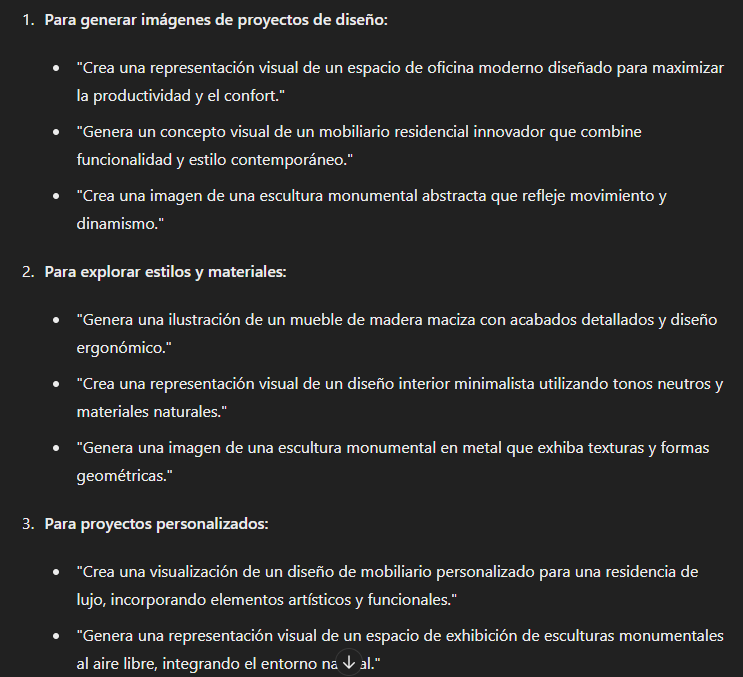 1. Para generar imágenes de proyectos de diseño:
• "Crea una representación visual de un espacio de oficina moderno diseñado para maximizar
la productividad y el confort."
• "Genera un concepto visual de un mobiliario residencial innovador que combine
funcionalidad y estilo contemporáneo."
• "Crea una imagen de una escultura monumental abstracta que refleje movimiento y
dinamismo."
2. Para explorar estilos y materiales:
• "Genera una ilustración de un mueble de madera maciza con acabados detallados y diseño
ergonómico."
• "Crea una representación visual de un diseño interior minimalista utilizando tonos neutros y
materiales naturales."
• "Genera una imagen de una escultura monumental en metal que exhiba texturas y formas
geométricas."
3. Para proyectos personalizados:
• "Crea una visualización de un diseño de mobiliario personalizado para una residencia de
lujo, incorporando elementos artísticos y funcionales."
• "Genera una representación visual de un espacio de exhibición de esculturas monumentales
al aire libre, integrando el entorno